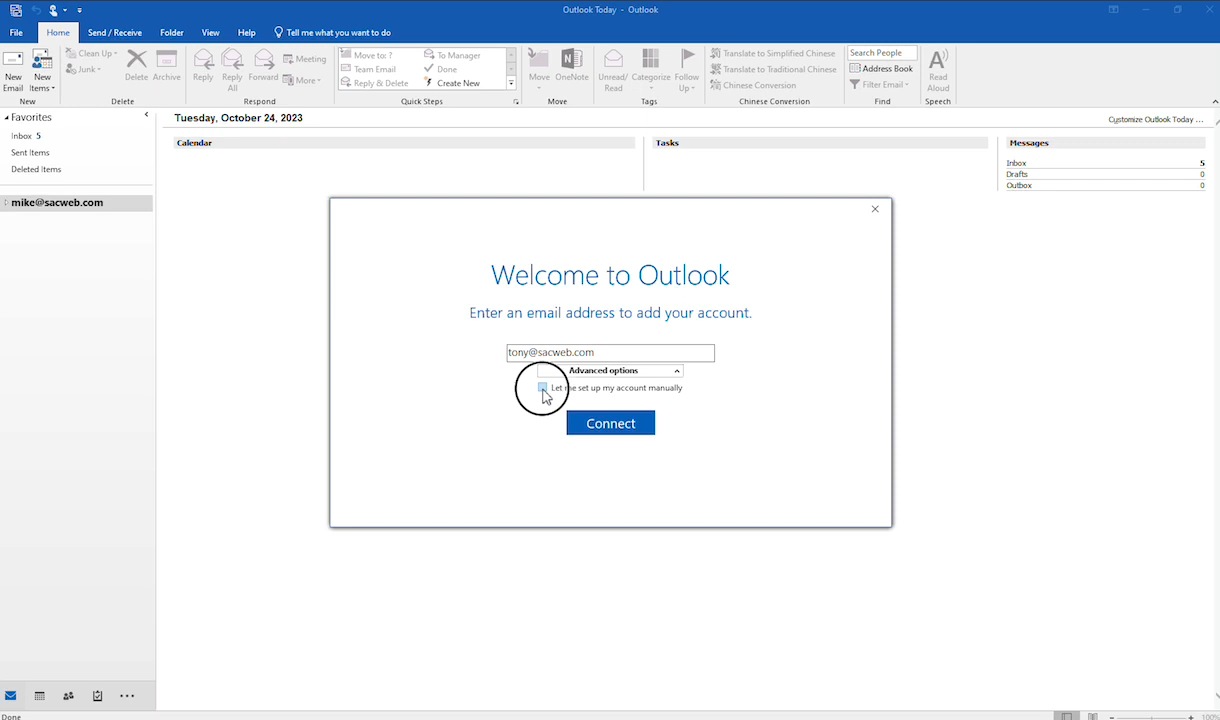 Outlook Today - Outlook
File Home Send / Receive Folder View Help Tell me what you want to do
New Email
New Items
New
Clean Up
Junk
Delete
Archive
Delete
Reply
Reply All
Forward
Meeting
More
Respond
Move to: ?
Team Email
Reply & Delete
To Manager
Done
Create New
Quick Steps
Move
OneNote
Move
Unread/ Read
Categorize
Follow Up
Tags
Translate to Simplified Chinese
Translate to Traditional Chinese
Chinese Conversion
Chinese Conversion
Search People
Address Book
Filter Email
Find
Read Aloud
Speech
Favorites
Inbox 5
Sent Items
Deleted Items
mike@sacweb.com
Tuesday, October 24, 2023
Customize Outlook Today ...
Calendar
Tasks
Messages
Inbox 5
Drafts 0
Outbox 0
Welcome to Outlook
Enter an email address to add your account.
tony@sacweb.com
Advanced options
Let me set up my account manually
Connect
Done
100%